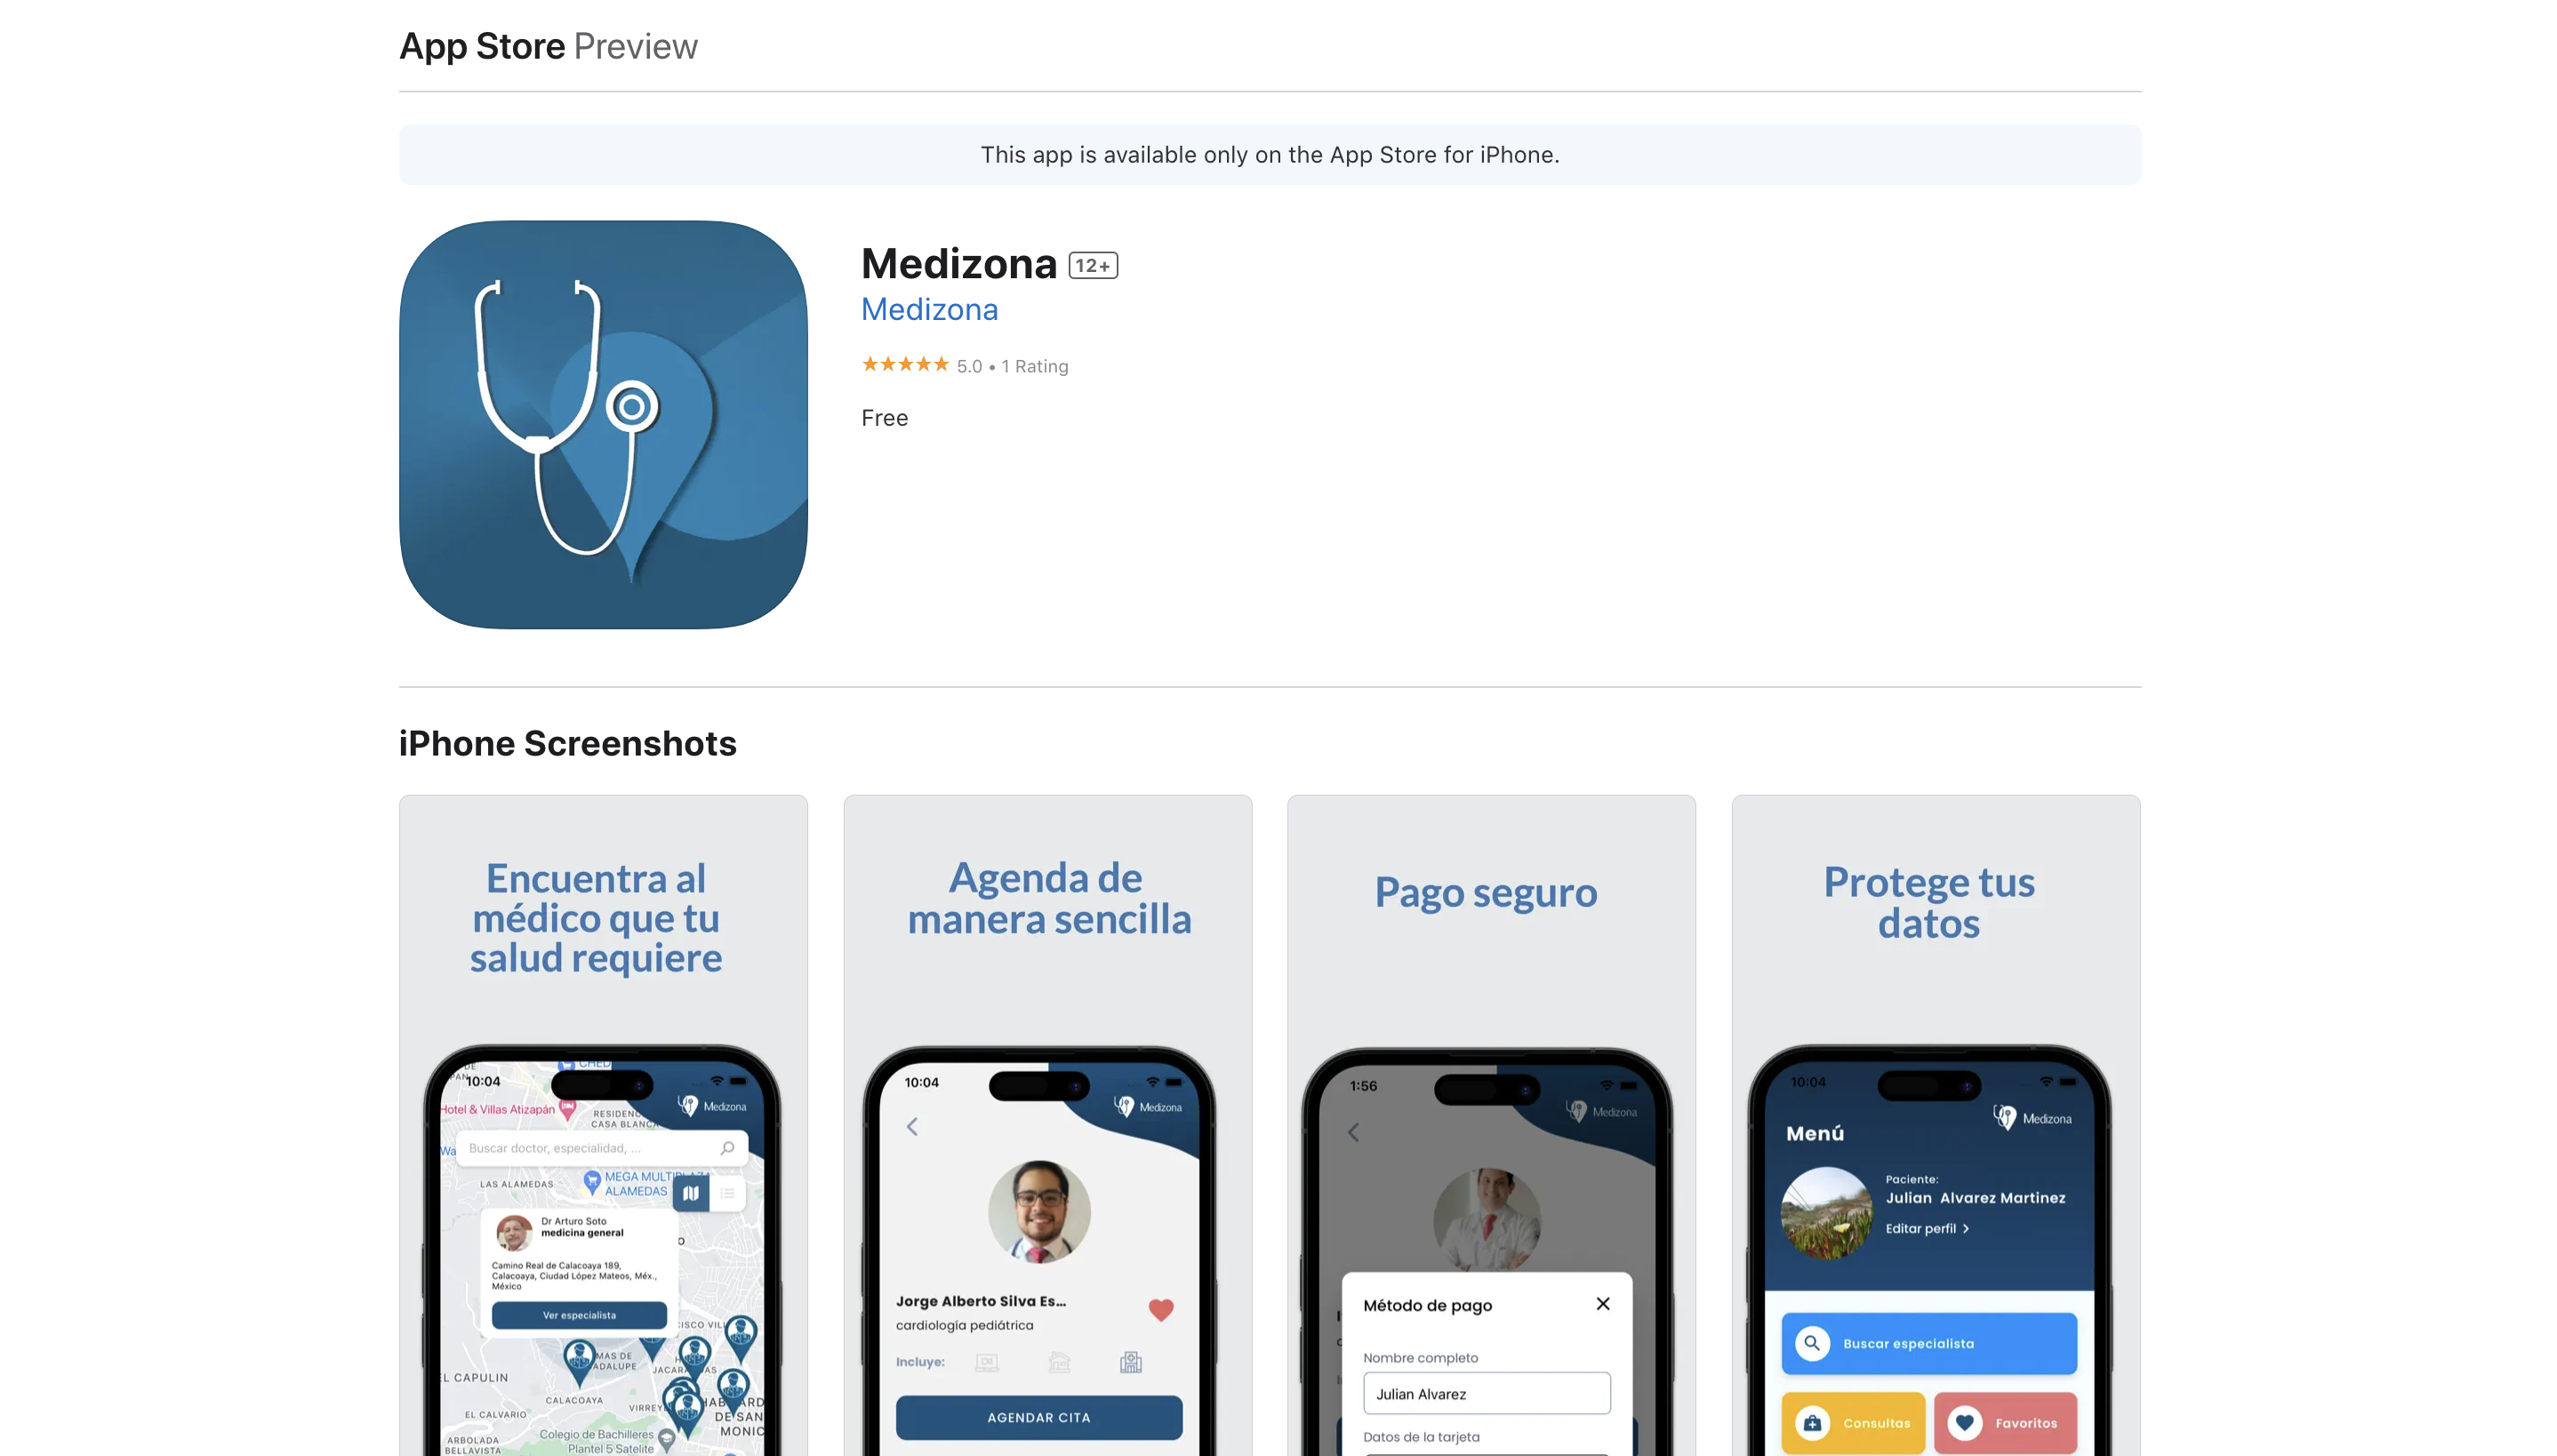 App Store Preview
This app is available only on the App Store for iPhone.
Medizona 12+
Medizona
5.0 • 1 Rating
Free
iPhone Screenshots
Encuentra al
médico que tu
salud requiere
10:04
Hotel & Villas Atizapán
CASA BLANCA
Medizona
Buscar doctor, especialidad, ...
LAS ALAMEDAS
MEGA
ALAMEDAS
Dr Arturo Soto
medicina general
Camino Real de Calacoaya 189,
Calacoaya, Ciudad López Mateos, Méx.,
México
Ver especialista
MAS DE
EL CAPULIN
CALACOAYA
EL CALVARIO
DE SAN
Colegio de Bachilleres
Plantel 5 Satelite
ARBOLADA
BELLAVISTA
Agenda de
manera sencilla
10:04
Medizona
Jorge Alberto Silva Es...
cardiología pediátrica
Incluye:
AGENDAR CITA
Pago seguro
1:56
Medizona
Método de pago
Nombre completo
Julian Alvarez
Datos de la tarjeta
Protege tus
datos
10:04
Medizona
Menú
Paciente:
Julian Alvarez Martinez
Editar perfil
Buscar especialista
Consultas
Favoritos